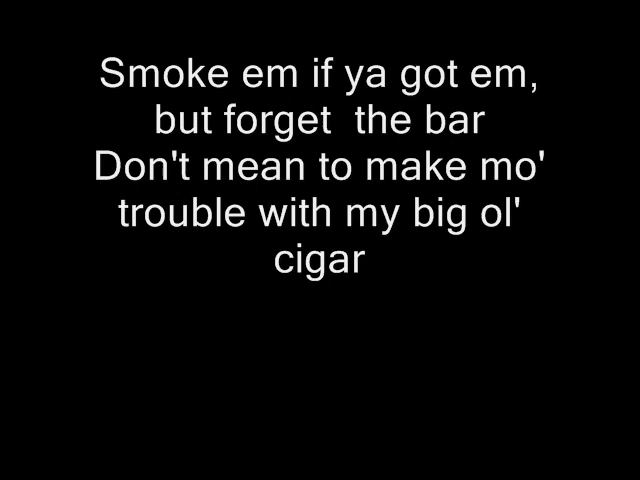 Smoke em if ya got em,
but forget  the bar
Don't mean to make mo'
trouble with my big ol'
cigar